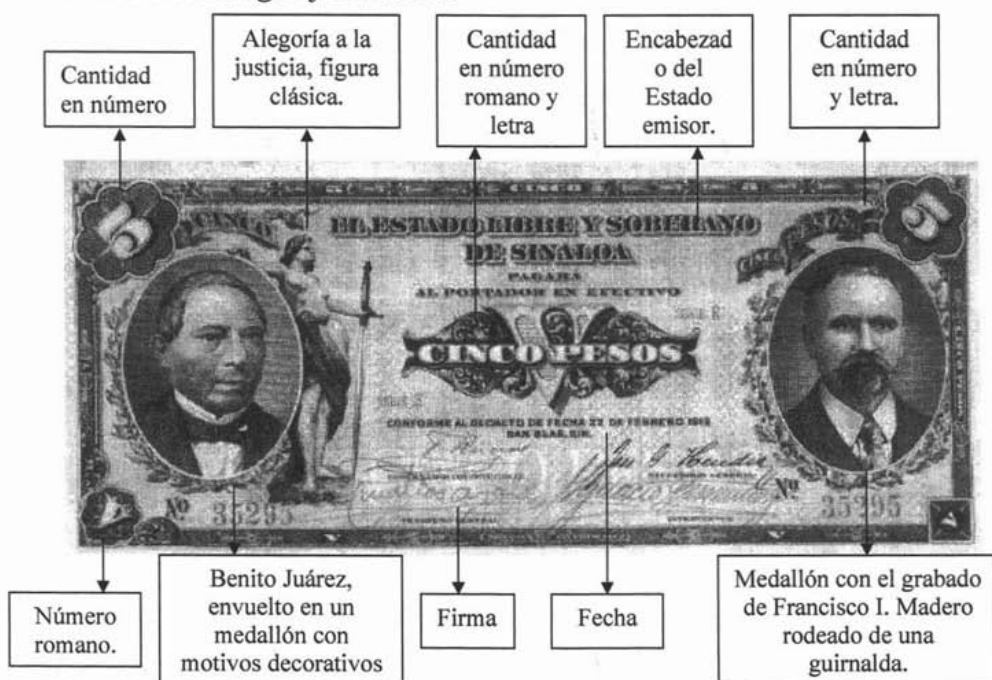 Cantidad
en número
Alegoría a la
justicia, figura
clásica.
Cantidad
en número
romano y
letra
Encabezad
o del
Estado
emisor.
Cantidad
en número
y letra.
CINCO
5
CINCO
5
EL ESTADO LIBRE Y SOBERANO
DE SINALOA
PAGARA
AL PORTADOR EN EFECTIVO
CINCO PESOS
CONFORME AL DECRETO DE FECHA 22 DE FEBRERO 1915
SAN BLAS, SIN.
Nº 35295
Nº 35295
Número
romano.
Benito Juárez,
envuelto en un
medallón con
motivos decorativos
Firma
Fecha
Medallón con el grabado
de Francisco I. Madero
rodeado de una
guirnalda.